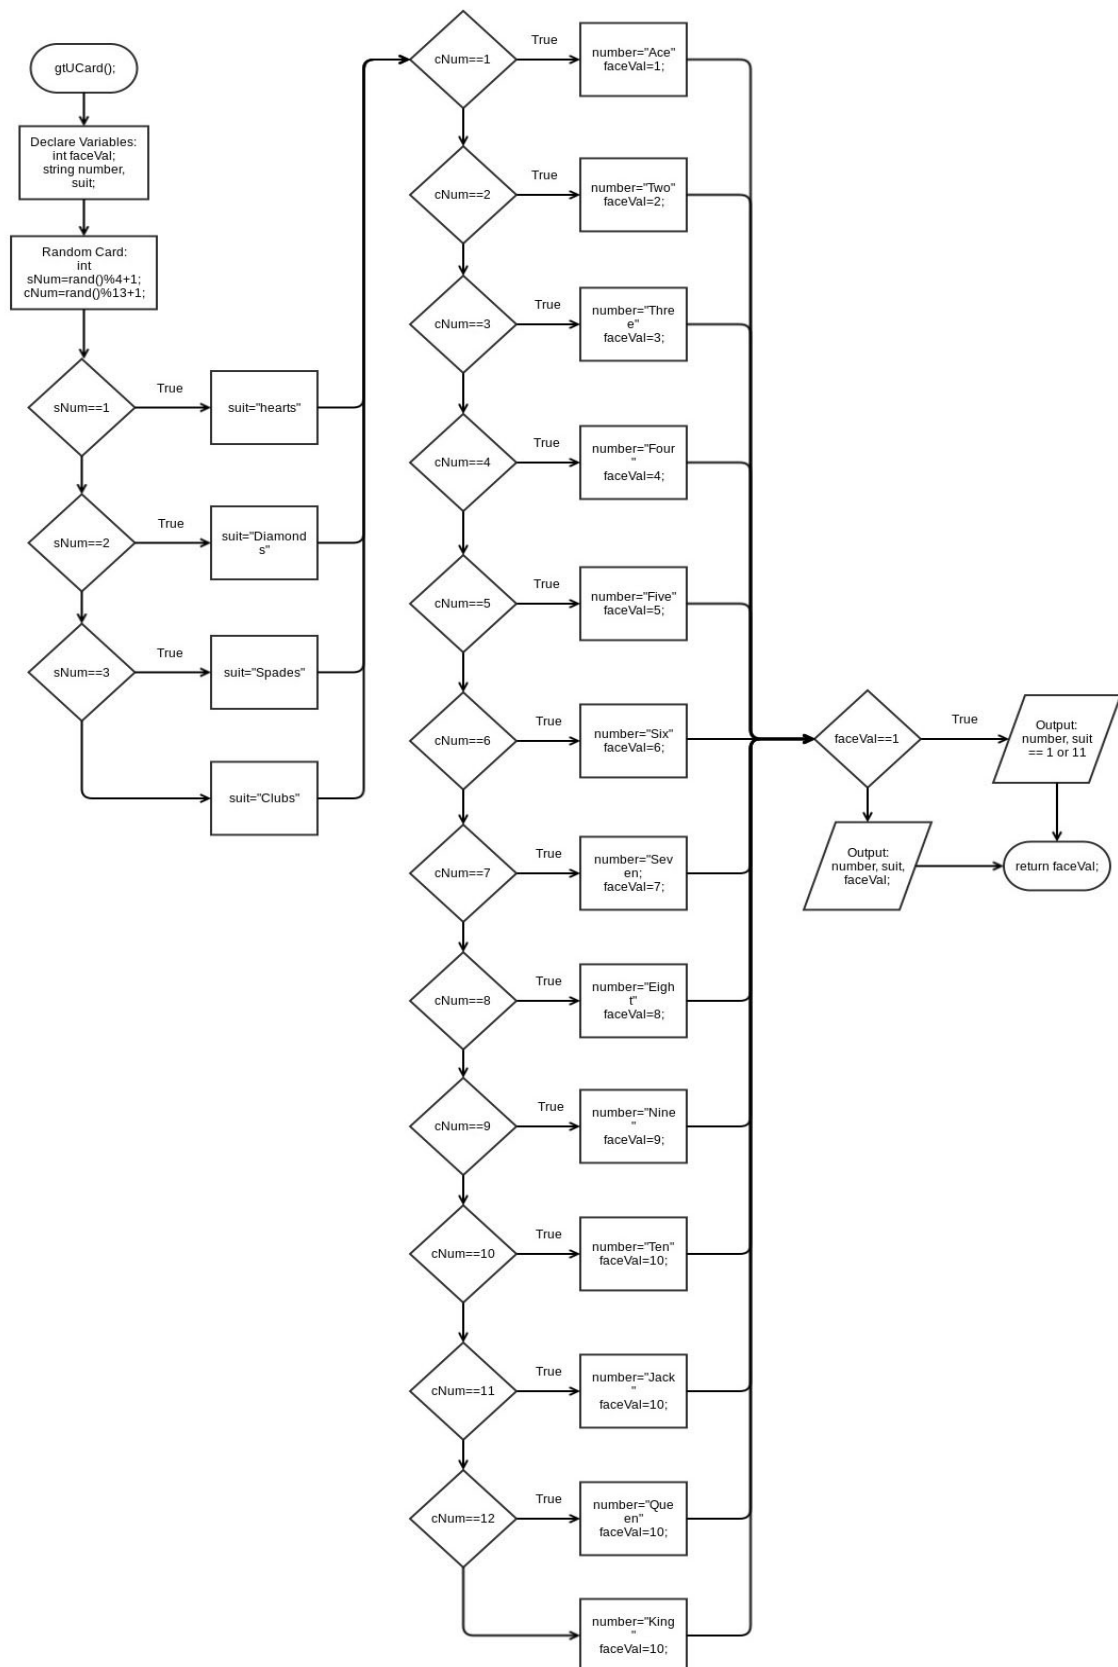 gtUCard();
Declare Variables:
int faceVal;
string number,
suit;
Random Card:
int
sNum=rand()%4+1;
cNum=rand()%13+1;
sNum==1
True
suit="hearts"
sNum==2
True
suit="Diamond
s"
sNum==3
True
suit="Spades"
suit="Clubs"
cNum==1
True
number="Ace"
faceVal=1;
cNum==2
True
number="Two"
faceVal=2;
cNum==3
True
number="Thre
e"
faceVal=3;
cNum==4
True
number="Four
"
faceVal=4;
cNum==5
True
number="Five"
faceVal=5;
cNum==6
True
number="Six"
faceVal=6;
cNum==7
True
number="Sev
en;
faceVal=7;
cNum==8
True
number="Eigh
t"
faceVal=8;
cNum==9
True
number="Nine
"
faceVal=9;
cNum==10
True
number="Ten"
faceVal=10;
cNum==11
True
number="Jack
"
faceVal=10;
cNum==12
True
number="Que
en"
faceVal=10;
number="King
"
faceVal=10;
faceVal==1
True
Output:
number, suit
== 1 or 11
Output:
number, suit,
faceVal;
return faceVal;